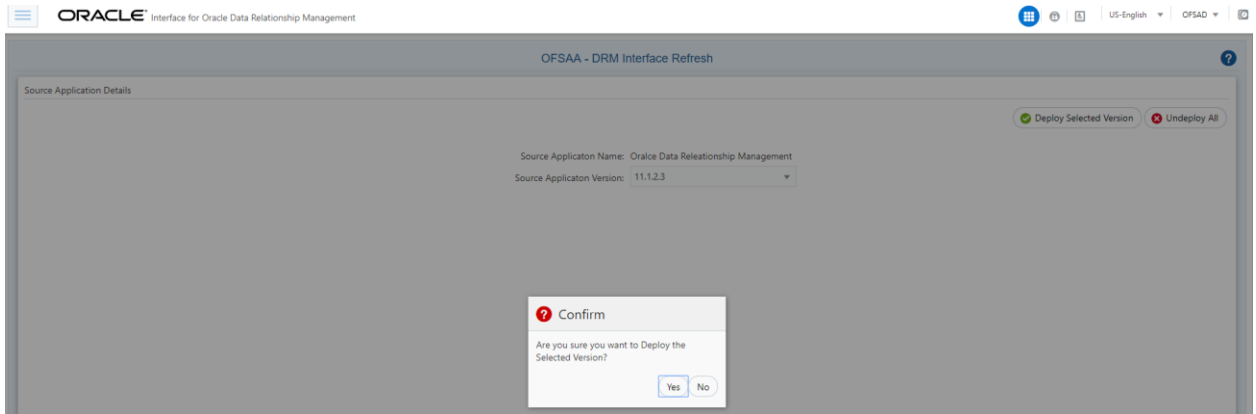 ORACLE® Interface for Oracle Data Relationship Management
US-English
OFSAD
OFSAA - DRM Interface Refresh
?
Source Application Details
Deploy Selected Version
Undeploy All
Source Applicaton Name: Oralce Data Releationship Management
Source Applicaton Version: 11.1.2.3
? Confirm
Are you sure you want to Deploy the
Selected Version?
Yes No